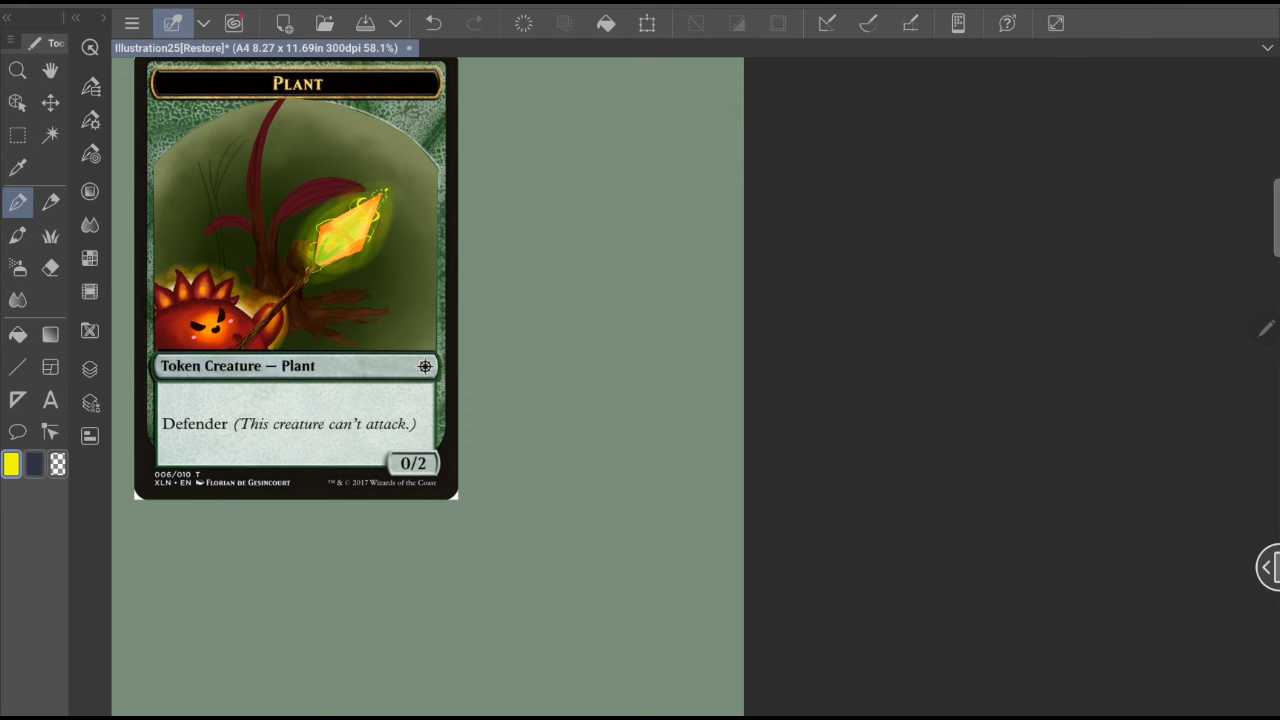 Illustration25[Restore]* (A4 8.27 x 11.69in 300dpi 58.1%)
Too
PLANT
Token Creature — Plant
Defender (This creature can't attack.)
0/2
006/010 T
XLN • EN FLORIAN DE GESINCOURT
™ & © 2017 Wizards of the Coast